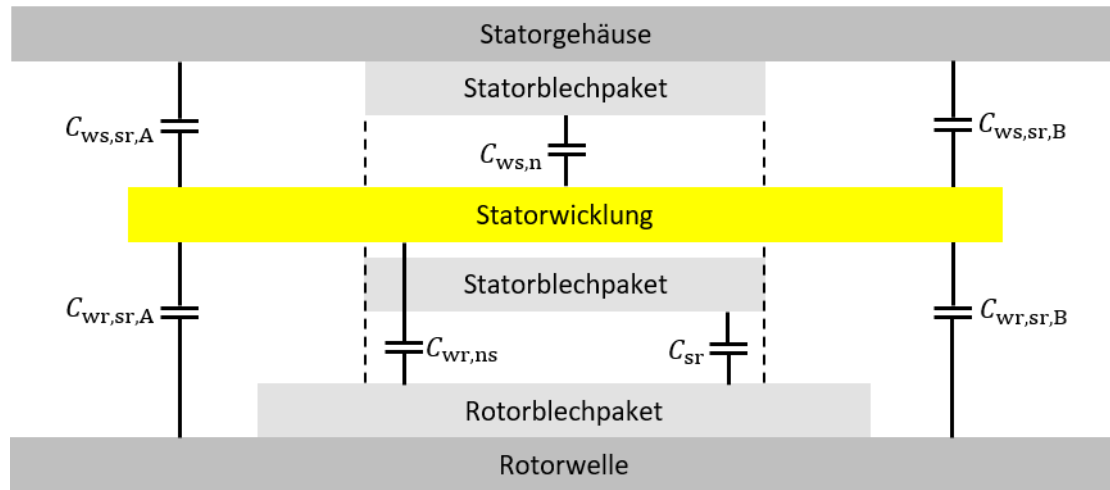 Statorgehäuse
Statorblechpaket
C_ws,sr,A
C_ws,n
C_ws,sr,B
Statorwicklung
Statorblechpaket
C_wr,sr,A
C_wr,ns
C_sr
C_wr,sr,B
Rotorblechpaket
Rotorwelle